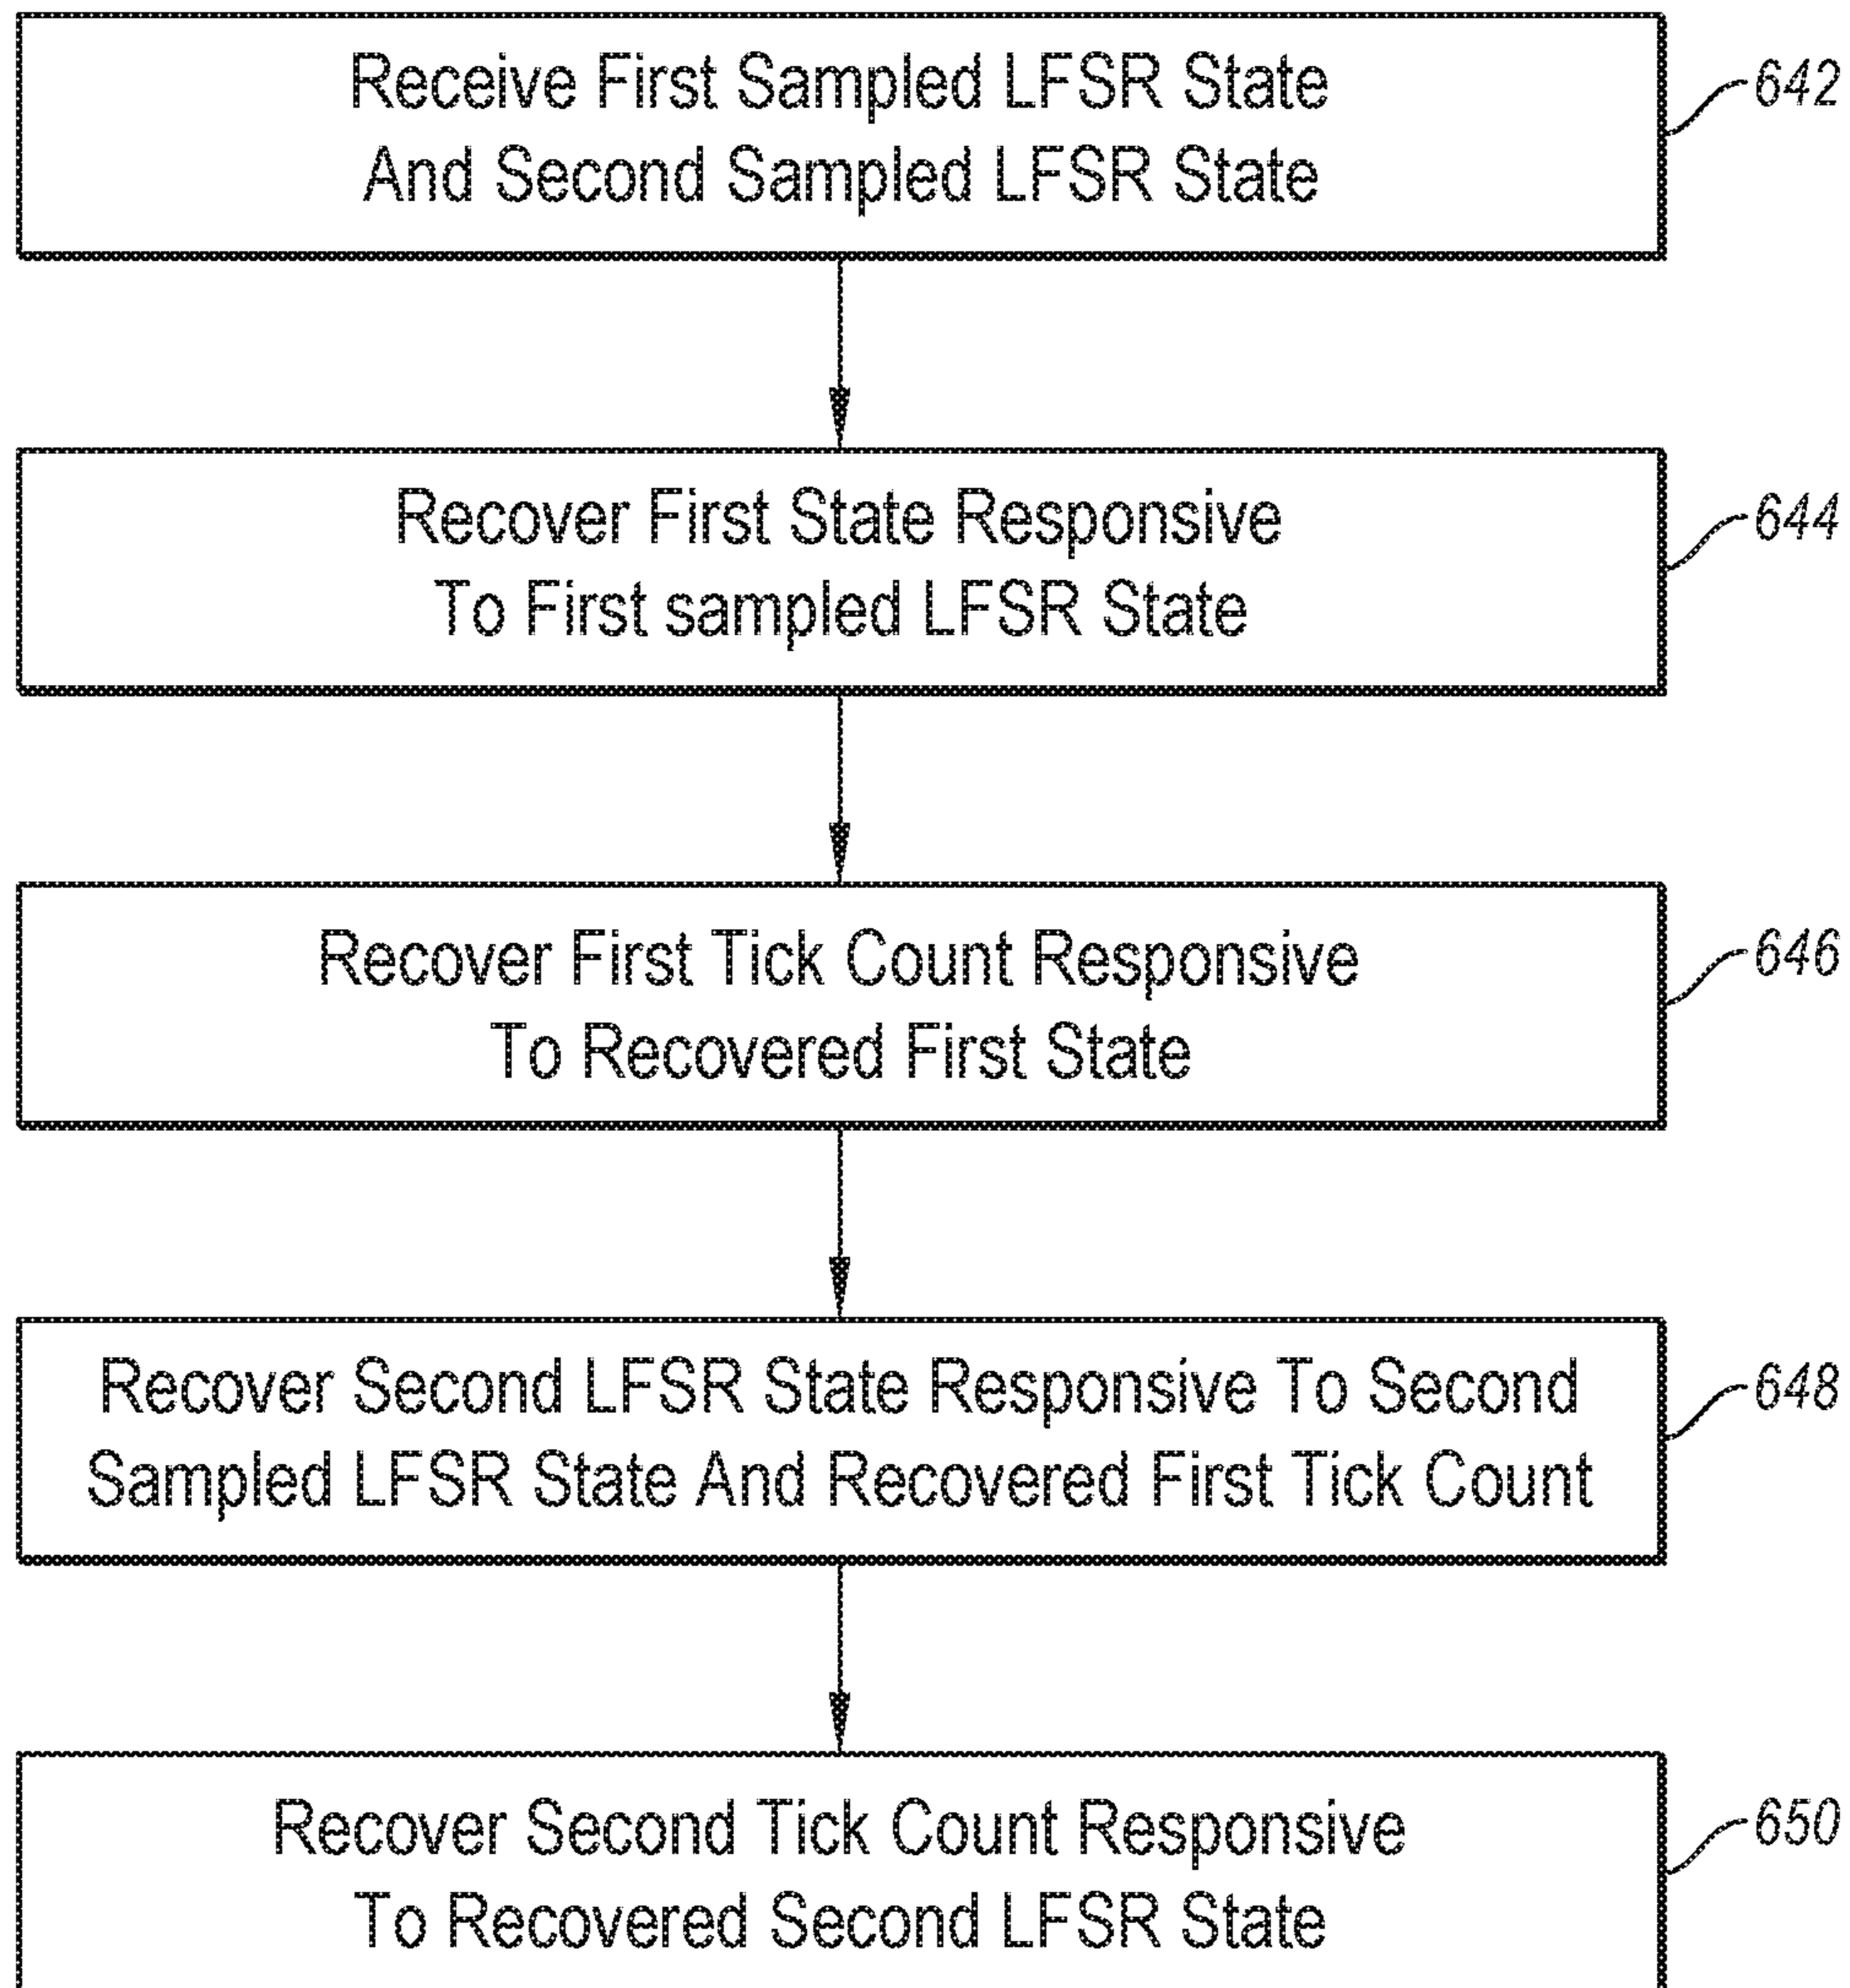 Receive First Sampled LFSR State
And Second Sampled LFSR State
642
Recover First State Responsive
To First sampled LFSR State
644
Recover First Tick Count Responsive
To Recovered First State
646
Recover Second LFSR State Responsive To Second
Sampled LFSR State And Recovered First Tick Count
648
Recover Second Tick Count Responsive
To Recovered Second LFSR State
650